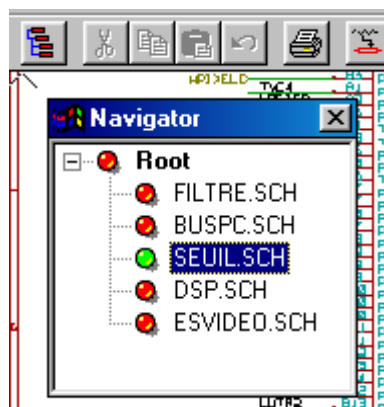 Navigator
Root
FILTRE.SCH
BUSPC.SCH
SEUIL.SCH
DSP.SCH
ESVIDEO.SCH